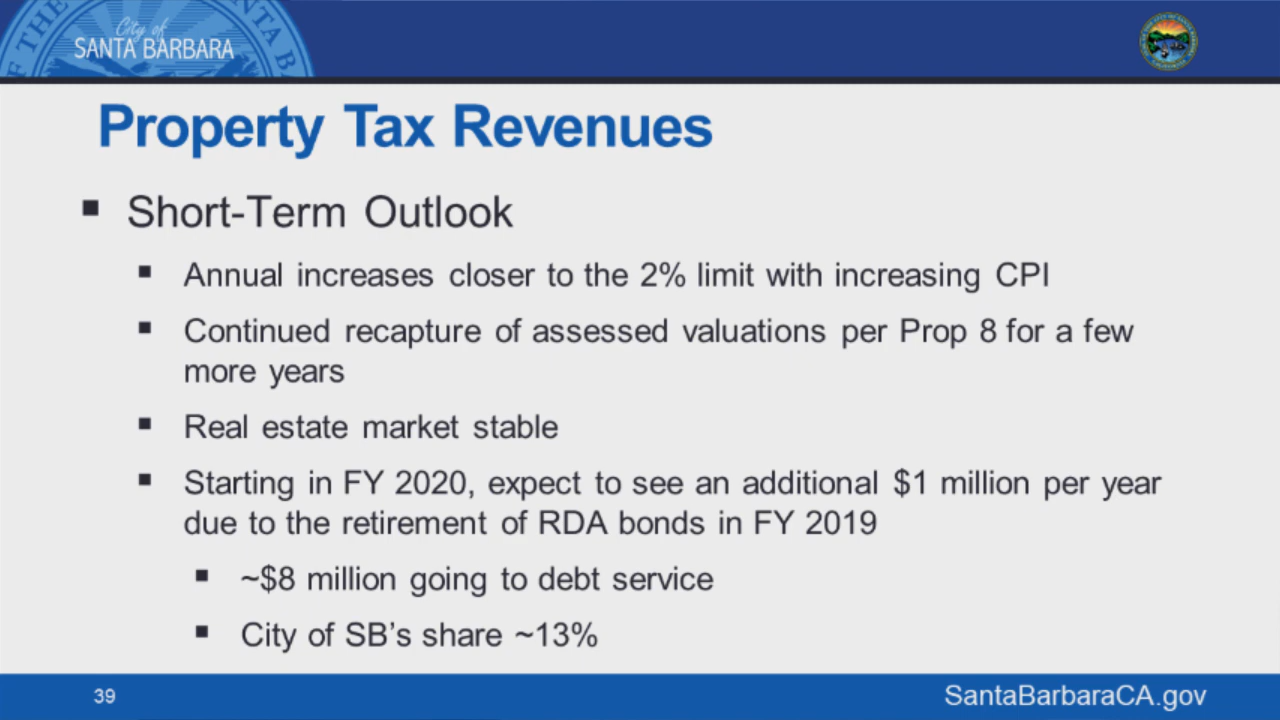 City of
SANTA BARBARA
Property Tax Revenues
▪ Short-Term Outlook
▪ Annual increases closer to the 2% limit with increasing CPI
▪ Continued recapture of assessed valuations per Prop 8 for a few
more years
▪ Real estate market stable
▪ Starting in FY 2020, expect to see an additional $1 million per year
due to the retirement of RDA bonds in FY 2019
▪ ~$8 million going to debt service
▪ City of SB’s share ~13%
39
SantaBarbaraCA.gov